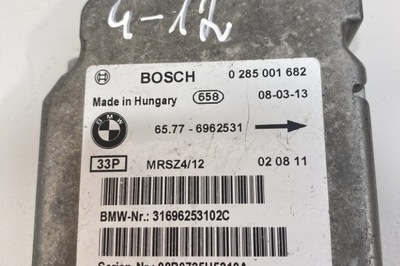 4-12
BOSCH 0 285 001 682
Made in Hungary 658 08-03-13
BMW
65.77 - 6962531
33P MRSZ4/12 02 08 11
BMW-Nr.: 31696253102C